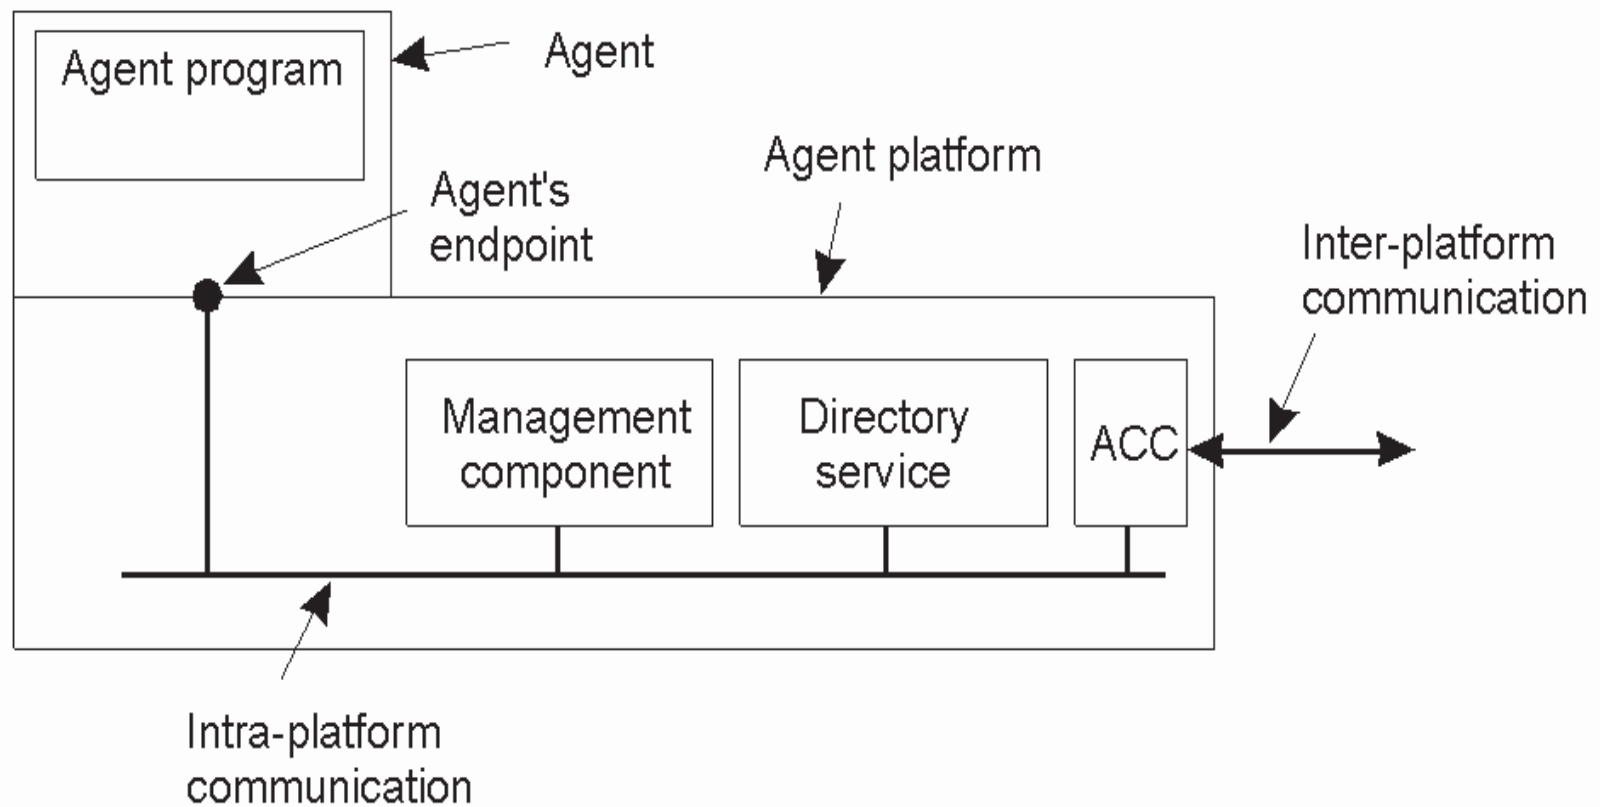 Agent program
Agent
Agent platform
Agent's
endpoint
Inter-platform
communication
Management
component
Directory
service
ACC
Intra-platform
communication